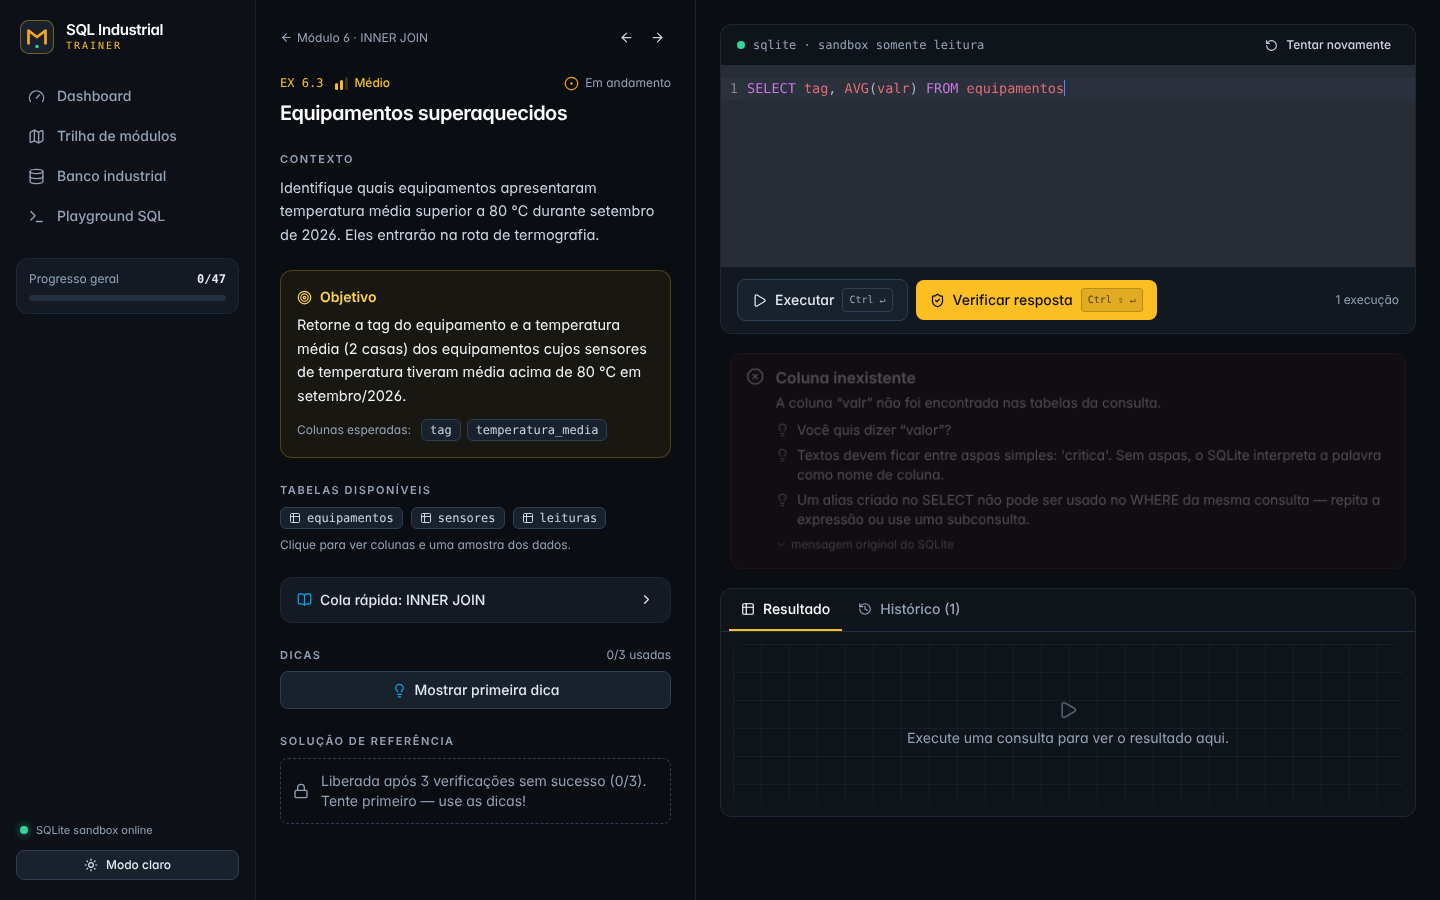 SQL Industrial
TRAINER
Dashboard
Trilha de módulos
Banco industrial
Playground SQL
Progresso geral 0/47
SQLite sandbox online
Modo claro
← Módulo 6 · INNER JOIN
EX 6.3 Médio Em andamento
Equipamentos superaquecidos
CONTEXTO
Identifique quais equipamentos apresentaram
temperatura média superior a 80 °C durante setembro
de 2026. Eles entrarão na rota de termografia.
Objetivo
Retorne a tag do equipamento e a temperatura
média (2 casas) dos equipamentos cujos sensores
de temperatura tiveram média acima de 80 °C em
setembro/2026.
Colunas esperadas: tag temperatura_media
TABELAS DISPONÍVEIS
equipamentos sensores leituras
Clique para ver colunas e uma amostra dos dados.
Cola rápida: INNER JOIN
DICAS 0/3 usadas
Mostrar primeira dica
SOLUÇÃO DE REFERÊNCIA
Liberada após 3 verificações sem sucesso (0/3).
Tente primeiro — use as dicas!
sqlite · sandbox somente leitura Tentar novamente
1 SELECT tag, AVG(valr) FROM equipamentos
Executar Ctrl ↵ Verificar resposta Ctrl ⇧ ↵ 1 execução
Coluna inexistente
A coluna “valr” não foi encontrada nas tabelas da consulta.
Você quis dizer “valor”?
Textos devem ficar entre aspas simples: 'critica'. Sem aspas, o SQLite interpreta a palavra
como nome de coluna.
Um alias criado no SELECT não pode ser usado no WHERE da mesma consulta — repita a
expressão ou use uma subconsulta.
mensagem original do SQLite
Resultado Histórico (1)
Execute uma consulta para ver o resultado aqui.